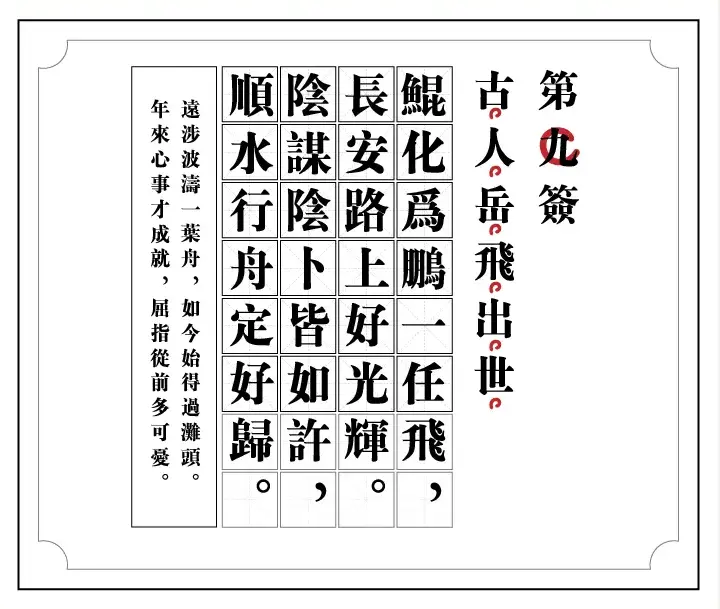 第九簽
古人岳飛出世
鯤化爲鵬一任飛，
長安路上好光輝。
陰謀陰卜皆如許，
順水行舟定好歸。
遠涉波濤一葉舟，如今始得過灘頭。
年來心事才成就，屈指從前多可憂。